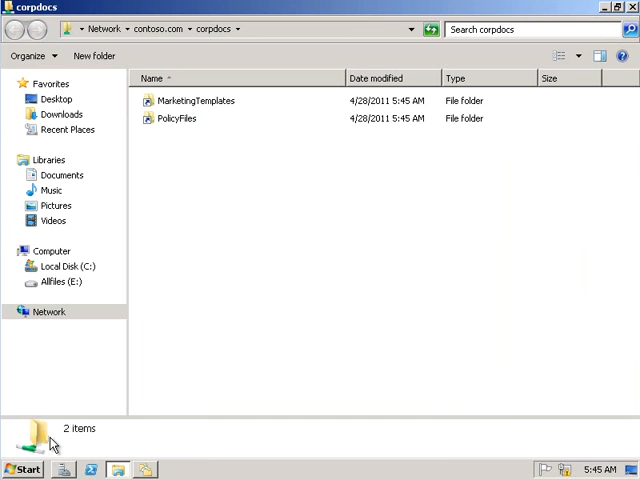 corpdocs
Network contoso.com corpdocs
Search corpdocs
Organize New folder
Name Date modified Type Size
Favorites
Desktop
Downloads
Recent Places
Libraries
Documents
Music
Pictures
Videos
Computer
Local Disk (C:)
Allfiles (E:)
Network
MarketingTemplates 4/28/2011 5:45 AM File folder
PolicyFiles 4/28/2011 5:45 AM File folder
2 items
Start 5:45 AM